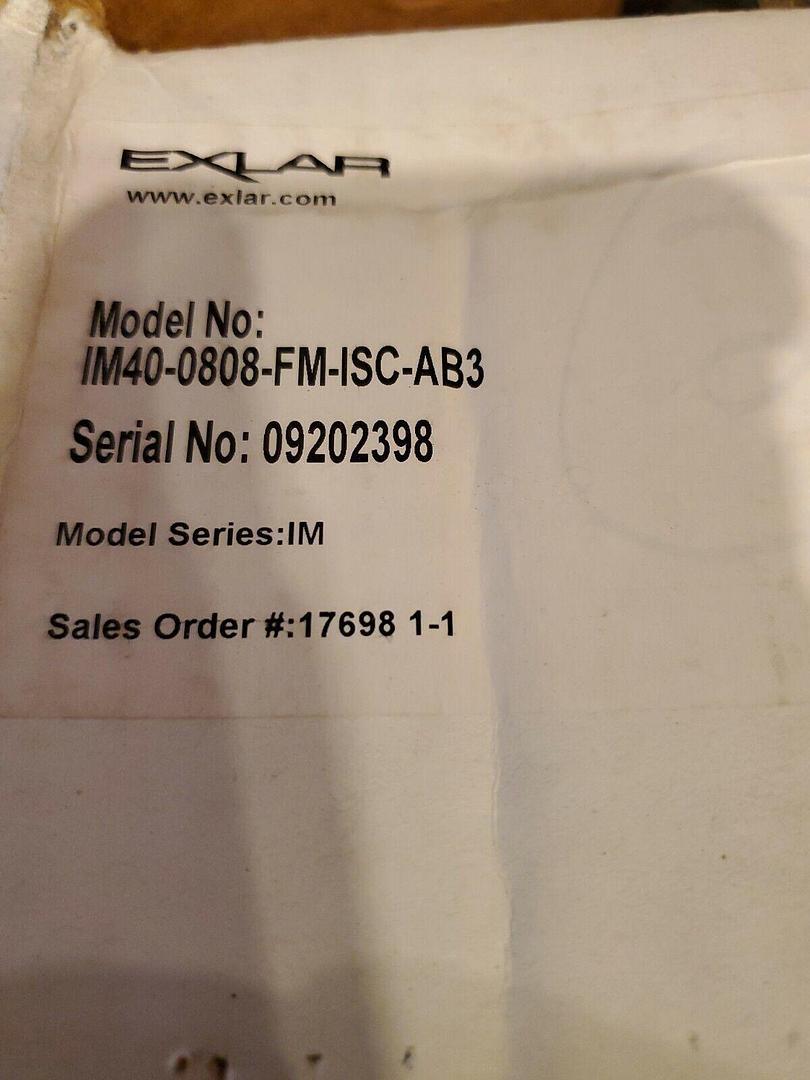 EXLAR
www.exlar.com
Model No:
IM40-0808-FM-ISC-AB3
Serial No: 09202398
Model Series:IM
Sales Order #:17698 1-1